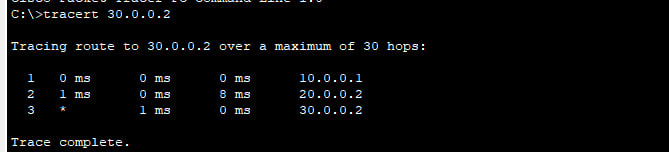 C:\>tracert 30.0.0.2
Tracing route to 30.0.0.2 over a maximum of 30 hops:
1 0 ms 0 ms 0 ms 10.0.0.1
2 1 ms 0 ms 8 ms 20.0.0.2
3 * 1 ms 0 ms 30.0.0.2
Trace complete.